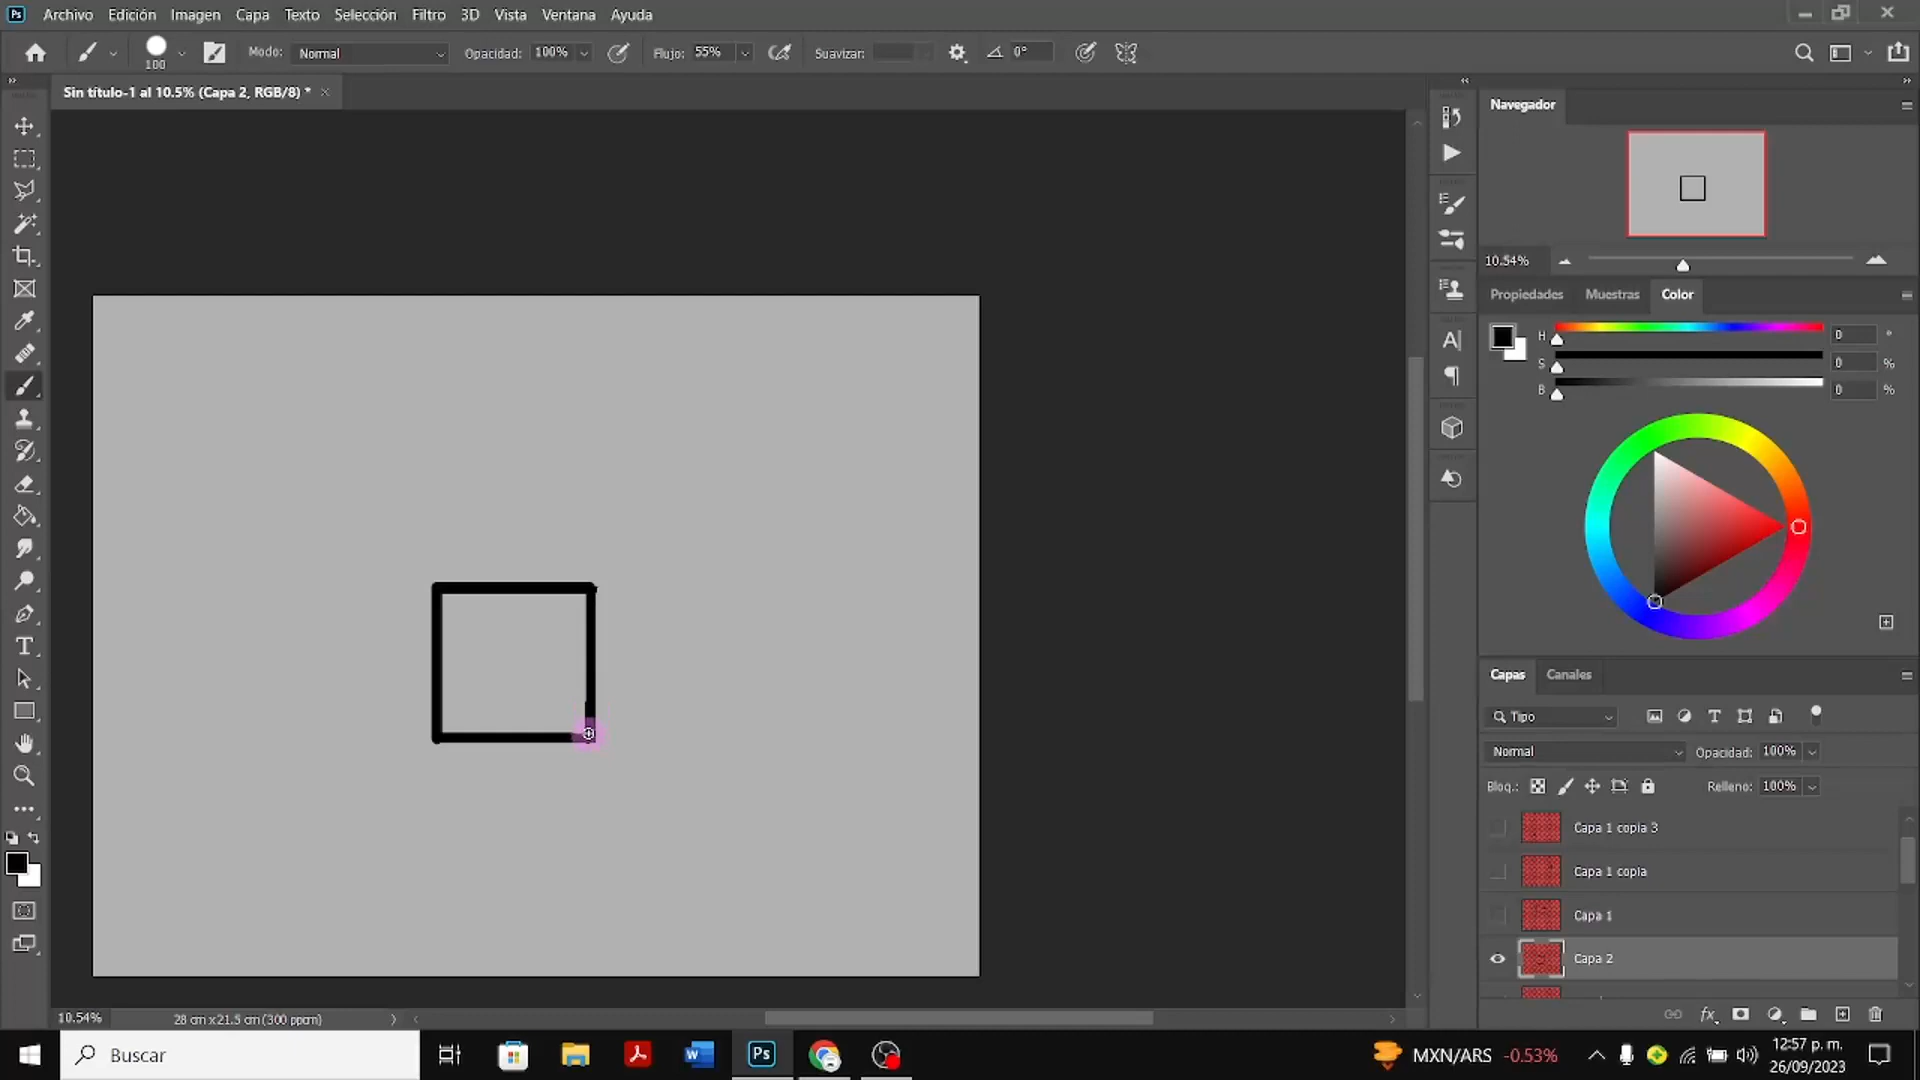 Ps Archivo Edición Imagen Capa Texto Selección Filtro 3D Vista Ventana Ayuda
100 Modo: Normal Opacidad: 100% Flujo: 55% Suavizar: 0°
Sin título-1 al 10.5% (Capa 2, RGB/8) *
Navegador
10.54%
Propiedades Muestras Color
H 0 °
S 0 %
B 0 %
Capas Canales
Tipo
Normal Opacidad: 100%
Bloq.: Relleno: 100%
Capa 1 copia 3
Capa 1 copia
Capa 1
Capa 2
10.54% 28 cm x 21.5 cm (300 ppcm)
Buscar
Ps
MXN/ARS -0.53%
12:57 p. m.
26/09/2023